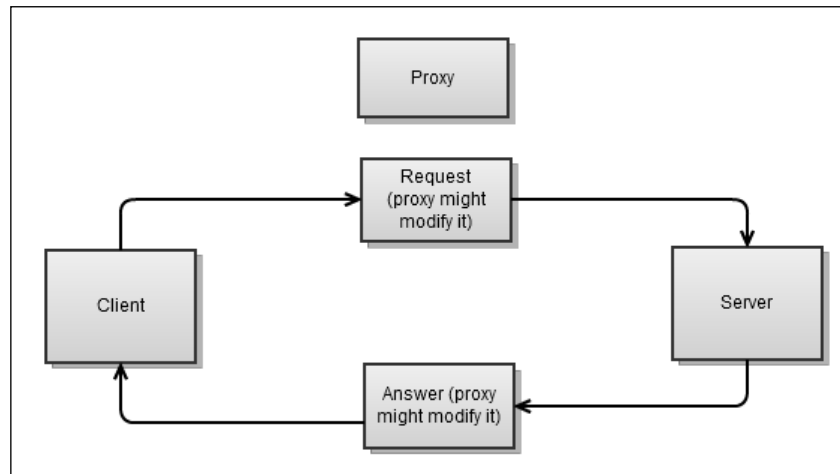 Proxy
Request
(proxy might
modify it)
Client
Server
Answer (proxy
might modify it)